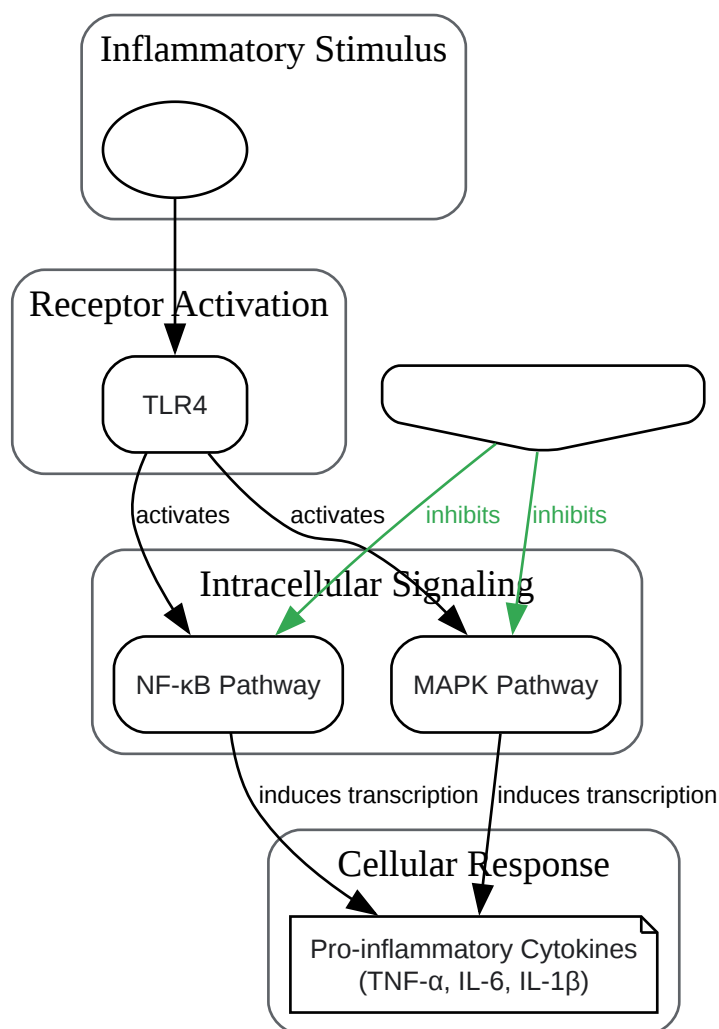 Inflammatory Stimulus
Receptor Activation
TLR4
activates
activates
inhibits
inhibits
Intracellular Signaling
NF-κB Pathway
MAPK Pathway
induces transcription
induces transcription
Cellular Response
Pro-inflammatory Cytokines
(TNF-α, IL-6, IL-1β)